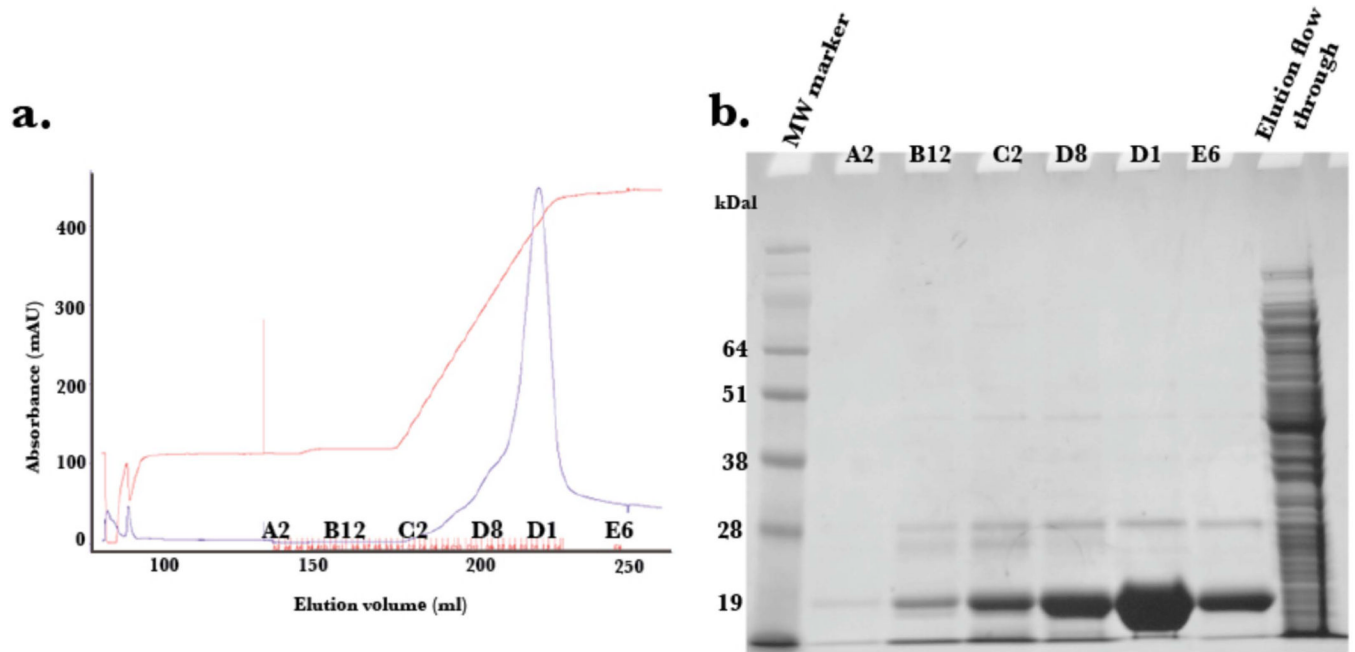 a.
400
300
200
100
0
Absorbance (mAU)
A2 B12 C2 D8 D1 E6
100 150 200 250
Elution volume (ml)
b.
MW marker
A2 B12 C2 D8 D1 E6
Elution flow
through
kDal
64
51
38
28
19